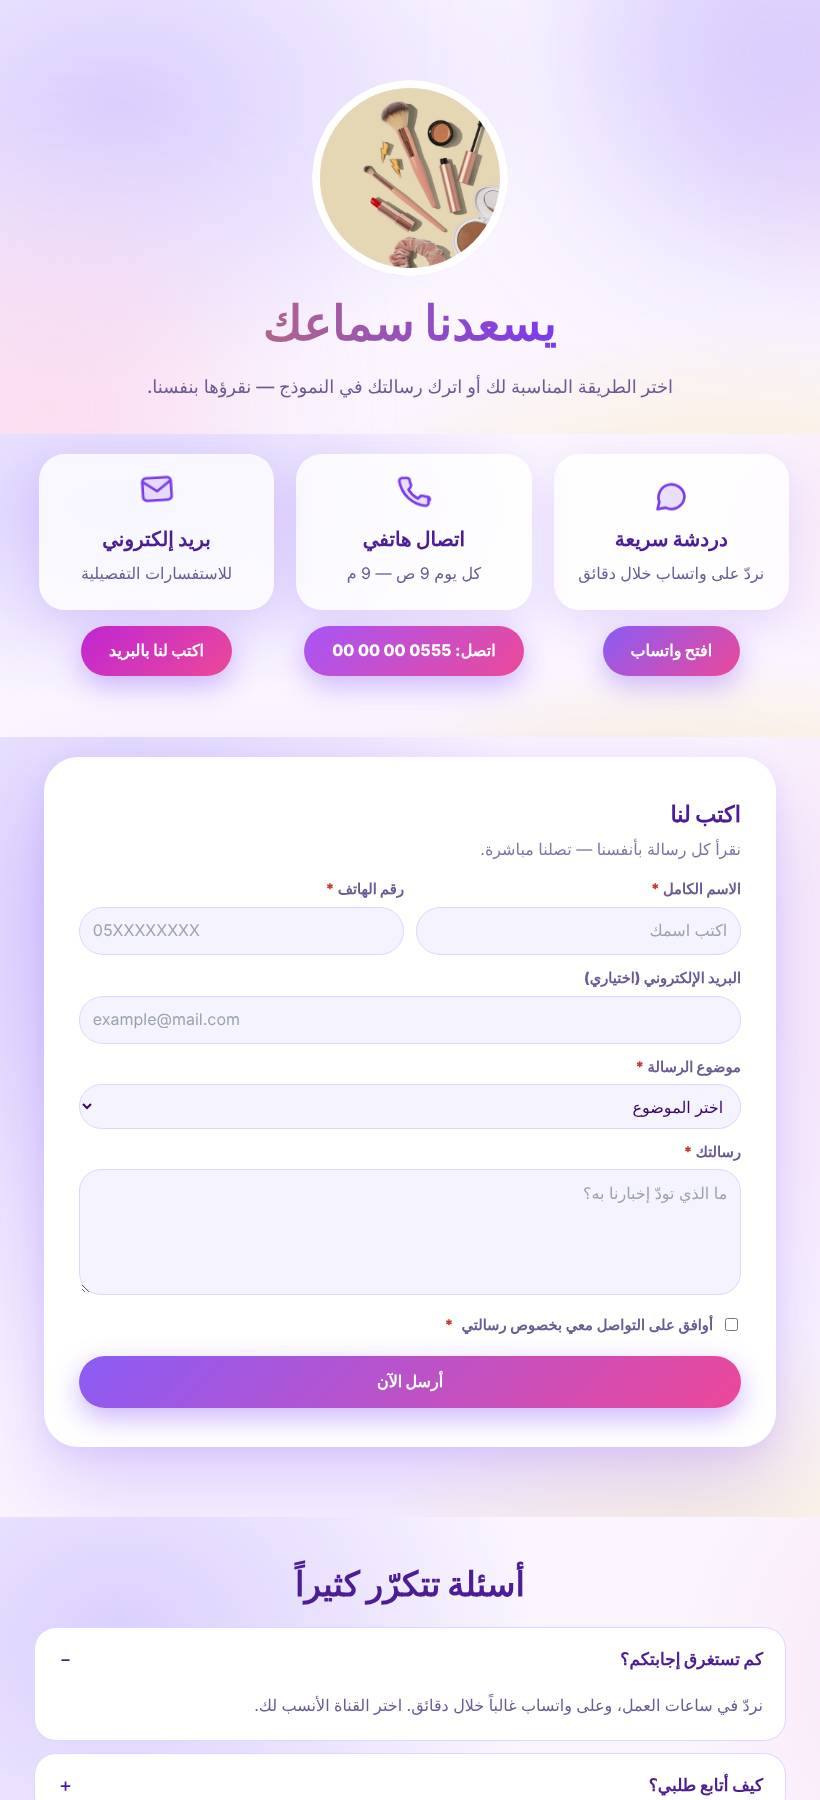 يسعدنا سماعك
اختر الطريقة المناسبة لك أو اترك رسالتك في النموذج — نقرؤها بنفسنا.
دردشة سريعة
نردّ على واتساب خلال دقائق
افتح واتساب
اتصال هاتفي
كل يوم 9 ص — 9 م
اتصل: 0555 00 00 00
بريد إلكتروني
للاستفسارات التفصيلية
اكتب لنا بالبريد
اكتب لنا
نقرأ كل رسالة بأنفسنا — تصلنا مباشرة.
الاسم الكامل *
اكتب اسمك
رقم الهاتف *
05XXXXXXXX
البريد الإلكتروني (اختياري)
example@mail.com
موضوع الرسالة *
اختر الموضوع
رسالتك *
ما الذي تودّ إخبارنا به؟
أوافق على التواصل معي بخصوص رسالتي *
أرسل الآن
أسئلة تتكرّر كثيراً
كم تستغرق إجابتكم؟ −
نردّ في ساعات العمل، وعلى واتساب غالباً خلال دقائق. اختر القناة الأنسب لك.
كيف أتابع طلبي؟ +